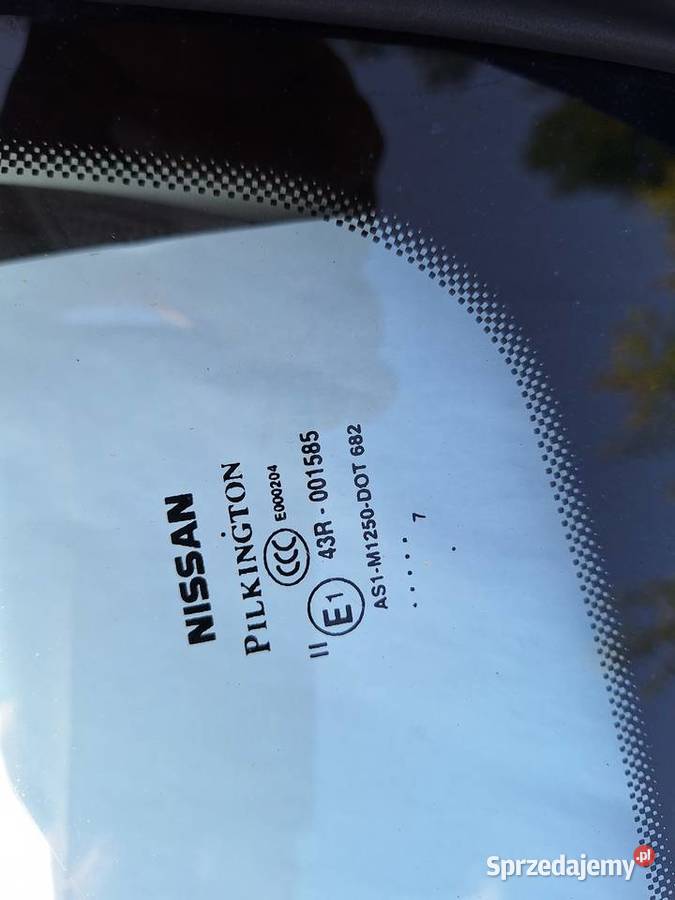 NISSAN
PILKINGTON
CCC E000204
II E1 43R - 001585
AS1-M1250-DOT 682
. . . . . 7
.
Sprzedajemy.pl